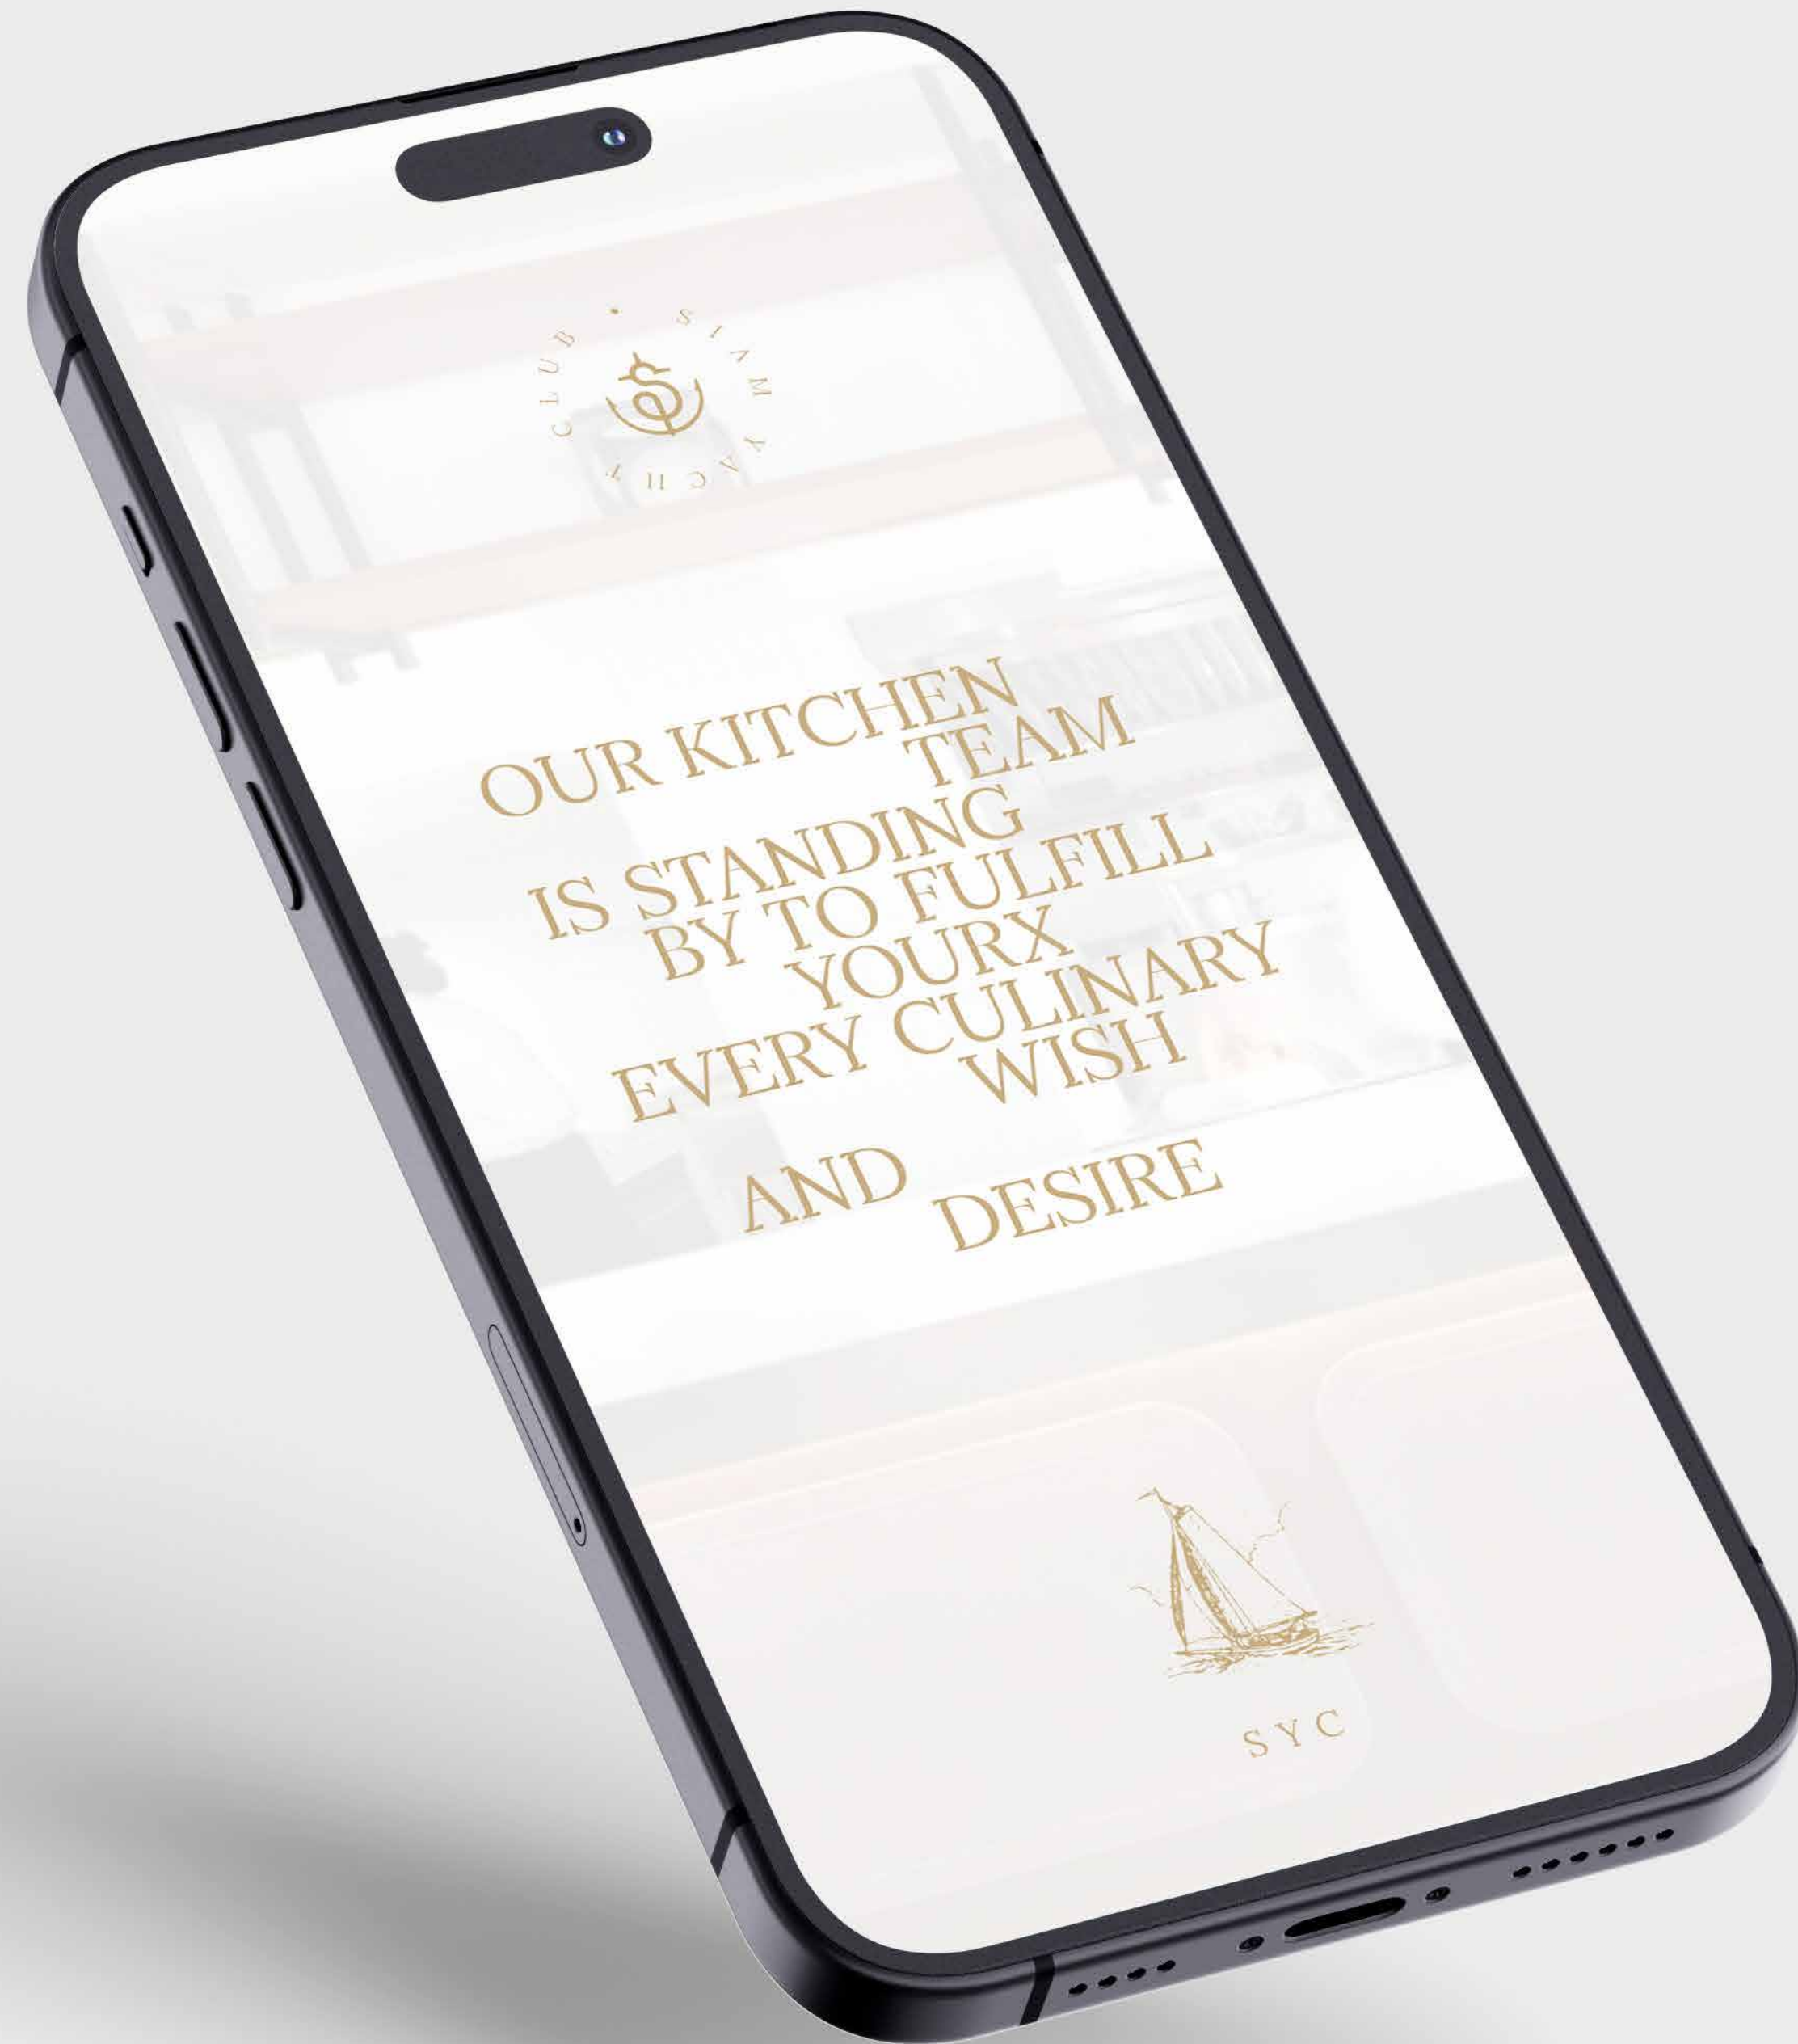 SIAM YACHT CLUB •
OUR KITCHEN
TEAM
IS STANDING
BY TO FULFILL
YOURX
EVERY CULINARY
WISH
AND
DESIRE
SYC